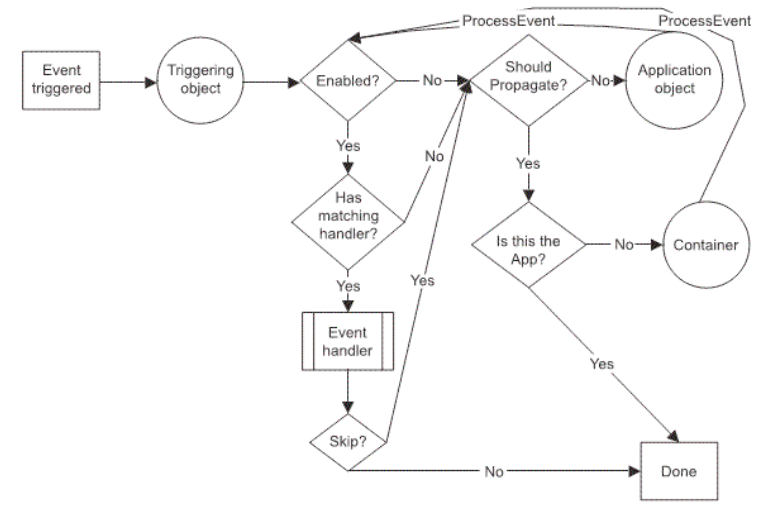 ProcessEvent
ProcessEvent
Event
triggered
Triggering
object
Enabled?
No
Should
Propagate?
No
Application
object
Yes
No
Yes
Has
matching
handler?
Is this the
App?
No
Container
Yes
Yes
Event
handler
Yes
Skip?
No
Done